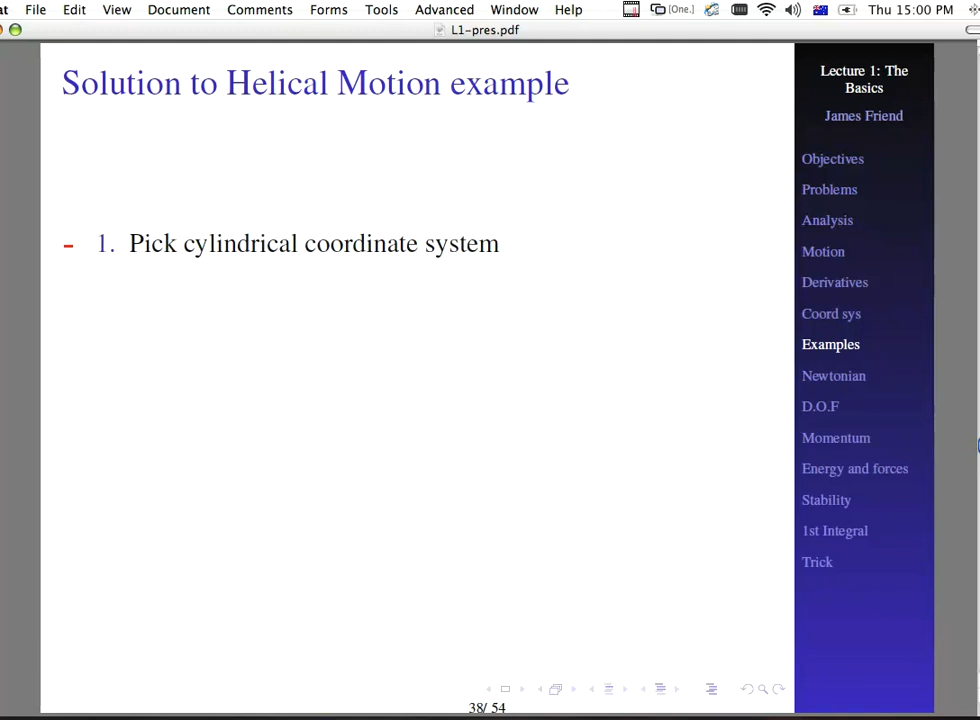 at File Edit View Document Comments Forms Tools Advanced Window Help [One.] Thu 15:00 PM
L1-pres.pdf
Solution to Helical Motion example
- 1. Pick cylindrical coordinate system
38/ 54
Lecture 1: The
Basics
James Friend
Objectives
Problems
Analysis
Motion
Derivatives
Coord sys
Examples
Newtonian
D.O.F
Momentum
Energy and forces
Stability
1st Integral
Trick